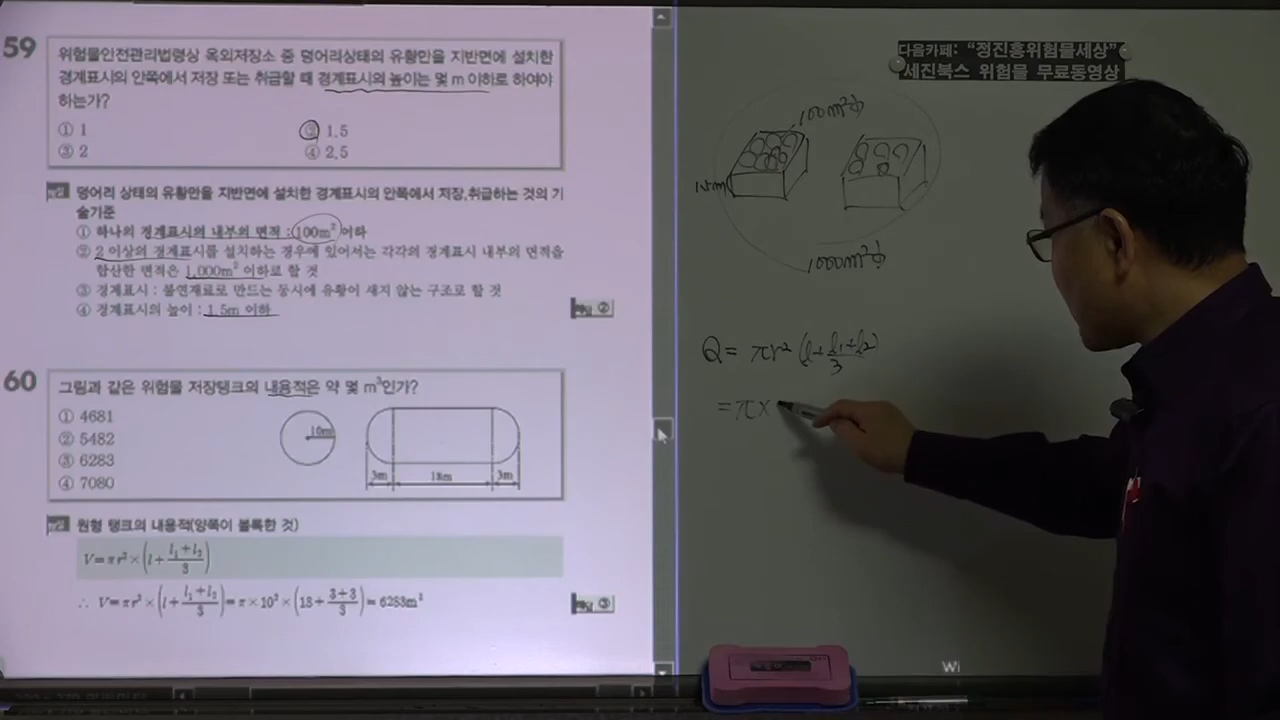 59
위험물안전관리법령상 옥외저장소 중 덩어리상태의 유황만을 지반면에 설치한
경계표시의 안쪽에서 저장 또는 취급할 때 경계표시의 높이는 몇 m 이하로 하여야
하는가?
① 1
② 1.5
③ 2
④ 2.5
덩어리 상태의 유황만을 지반면에 설치한 경계표시의 안쪽에서 저장,취급하는 것의 기
술기준
① 하나의 경계표시의 내부의 면적 : 100m² 이하
② 2 이상의 경계표시를 설치하는 경우에 있어서는 각각의 경계표시 내부의 면적을
합산한 면적은 1,000m² 이하로 할 것
③ 경계표시 : 불연재료로 만드는 동시에 유황이 새지 않는 구조로 할 것
④ 경계표시의 높이 : 1.5m 이하
②
60
그림과 같은 위험물 저장탱크의 내용적은 약 몇 m³인가?
① 4681
② 5482
③ 6283
④ 7080
10m
3m
18m
3m
원형 탱크의 내용적(양쪽이 볼록한 것)
V=πr²×(l+(l₁+l₂)/3)
∴ V=πr²×(l+(l₁+l₂)/3)=π×10²×(18+(3+3)/3)=6283m³
③
다음카페: "정진홍위험물세상"
세진북스 위험물 무료동영상
100m²
1.5m
1000m²
Q = πr² (l+(l₁+l₂)/3)
= π×